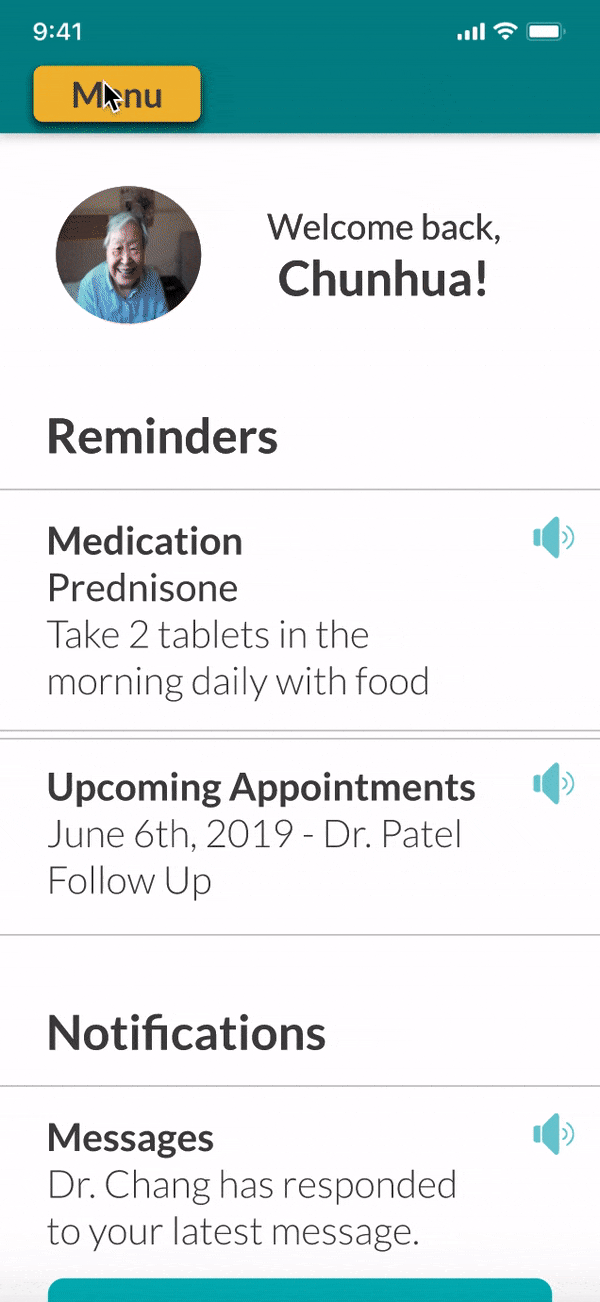 9:41
Menu
Welcome back,
Chunhua!
Reminders
Medication
Prednisone
Take 2 tablets in the
morning daily with food
Upcoming Appointments
June 6th, 2019 - Dr. Patel
Follow Up
Notifications
Messages
Dr. Chang has responded
to your latest message.